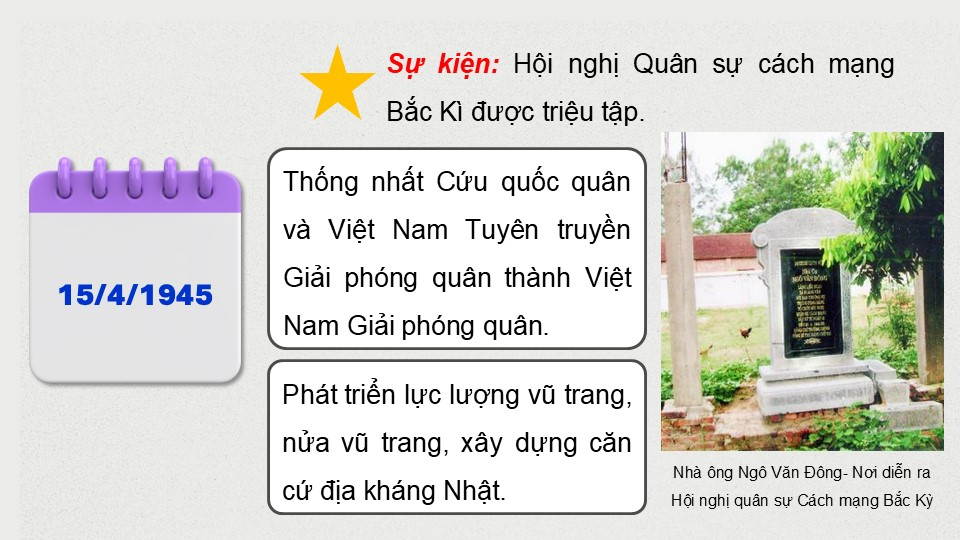 Sự kiện: Hội nghị Quân sự cách mạng
Bắc Kì được triệu tập.
15/4/1945
Thống nhất Cứu quốc quân
và Việt Nam Tuyên truyền
Giải phóng quân thành Việt
Nam Giải phóng quân.
Phát triển lực lượng vũ trang,
nửa vũ trang, xây dựng căn
cứ địa kháng Nhật.
NGÔ VĂN ĐÔNG
Nhà ông Ngô Văn Đông- Nơi diễn ra
Hội nghị quân sự Cách mạng Bắc Kỳ